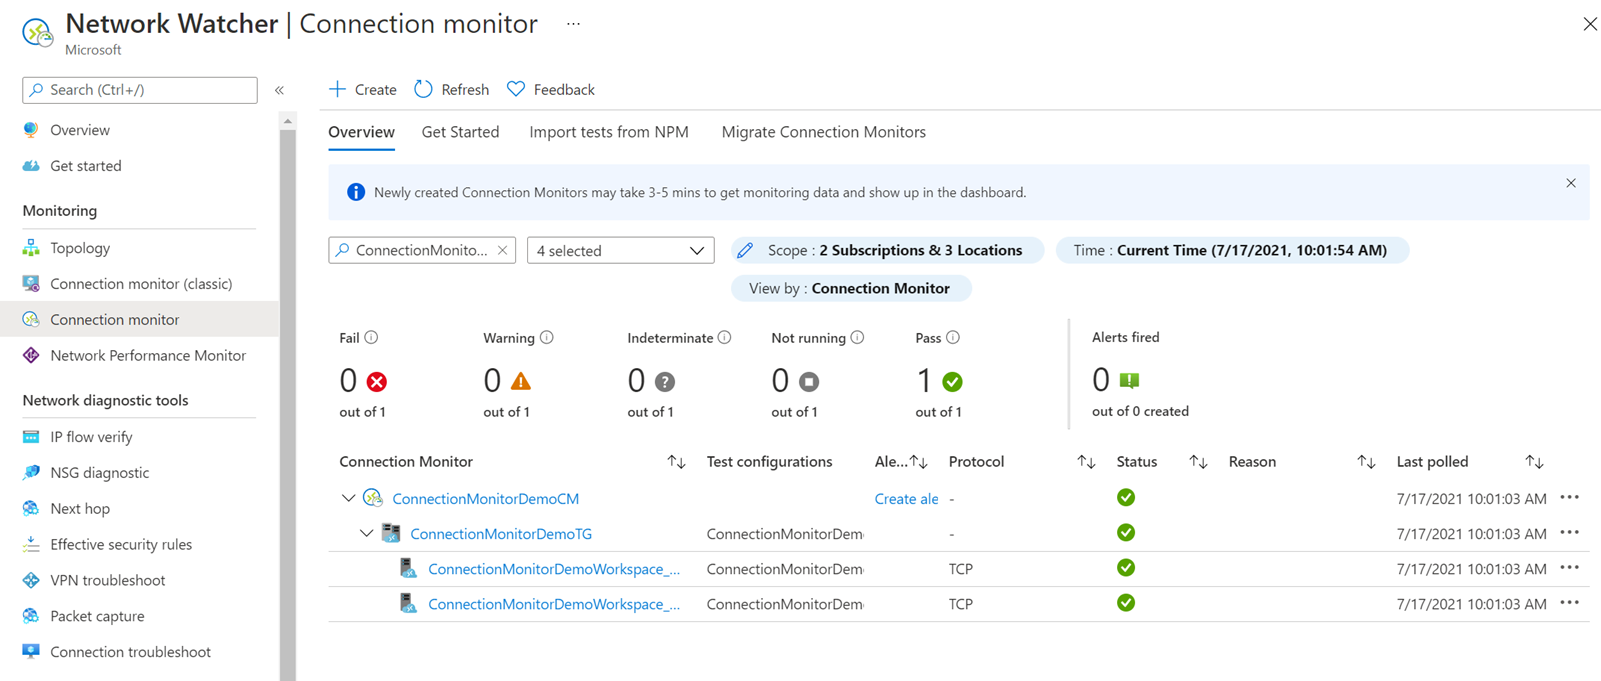 Network Watcher | Connection monitor ...
Microsoft
Search (Ctrl+/)
«
Overview
Get started
Monitoring
Topology
Connection monitor (classic)
Connection monitor
Network Performance Monitor
Network diagnostic tools
IP flow verify
NSG diagnostic
Next hop
Effective security rules
VPN troubleshoot
Packet capture
Connection troubleshoot
Create Refresh Feedback
Overview Get Started Import tests from NPM Migrate Connection Monitors
Newly created Connection Monitors may take 3-5 mins to get monitoring data and show up in the dashboard.
ConnectionMonito... 4 selected Scope : 2 Subscriptions & 3 Locations Time : Current Time (7/17/2021, 10:01:54 AM)
View by : Connection Monitor
Fail Warning Indeterminate Not running Pass Alerts fired
0 0 0 0 1 0
out of 1 out of 1 out of 1 out of 1 out of 1 out of 0 created
Connection Monitor Test configurations Ale... Protocol Status Reason Last polled
ConnectionMonitorDemoCM Create ale - 7/17/2021 10:01:03 AM ...
ConnectionMonitorDemoTG ConnectionMonitorDem - 7/17/2021 10:01:03 AM ...
ConnectionMonitorDemoWorkspace_... ConnectionMonitorDem TCP 7/17/2021 10:01:03 AM ...
ConnectionMonitorDemoWorkspace_... ConnectionMonitorDem TCP 7/17/2021 10:01:03 AM ...